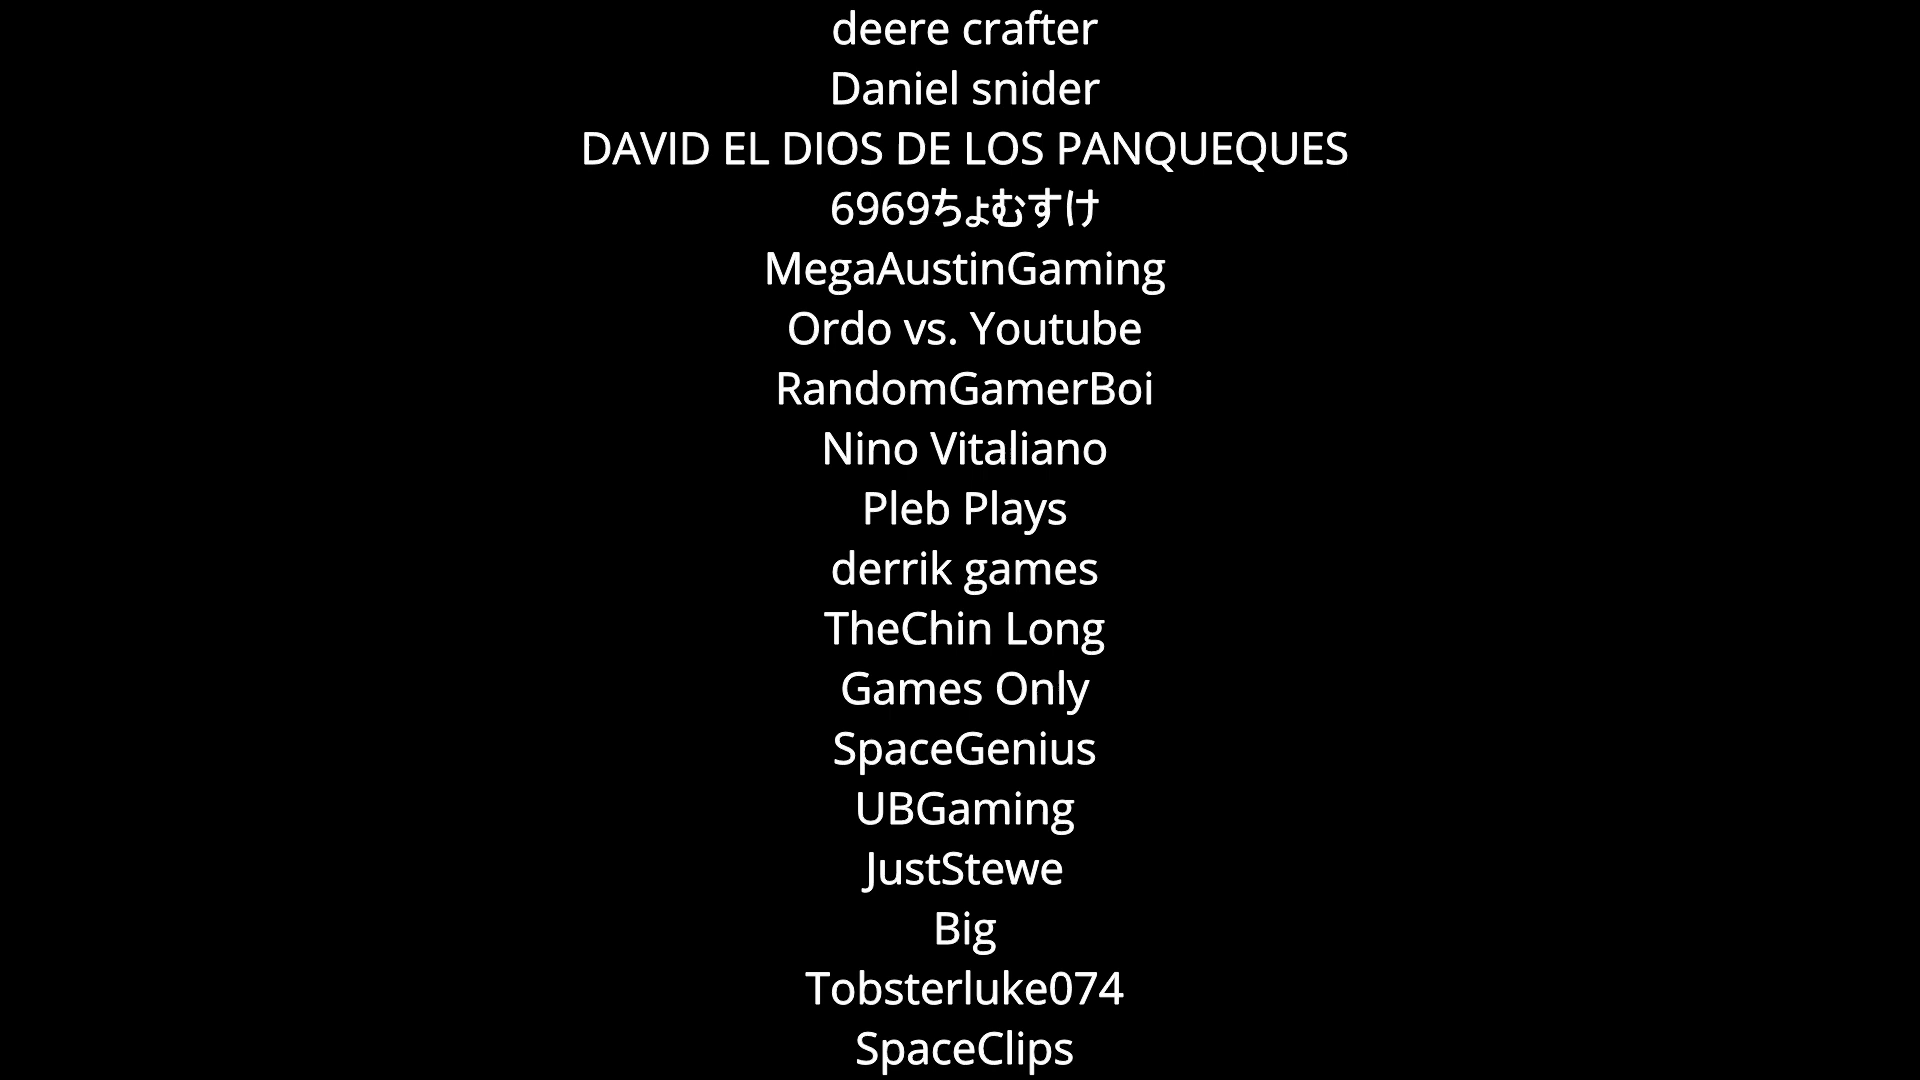 deere crafter
Daniel snider
DAVID EL DIOS DE LOS PANQUEQUES
6969ちょむすけ
MegaAustinGaming
Ordo vs. Youtube
RandomGamerBoi
Nino Vitaliano
Pleb Plays
derrik games
TheChin Long
Games Only
SpaceGenius
UBGaming
JustStewe
Big
Tobsterluke074
SpaceClips